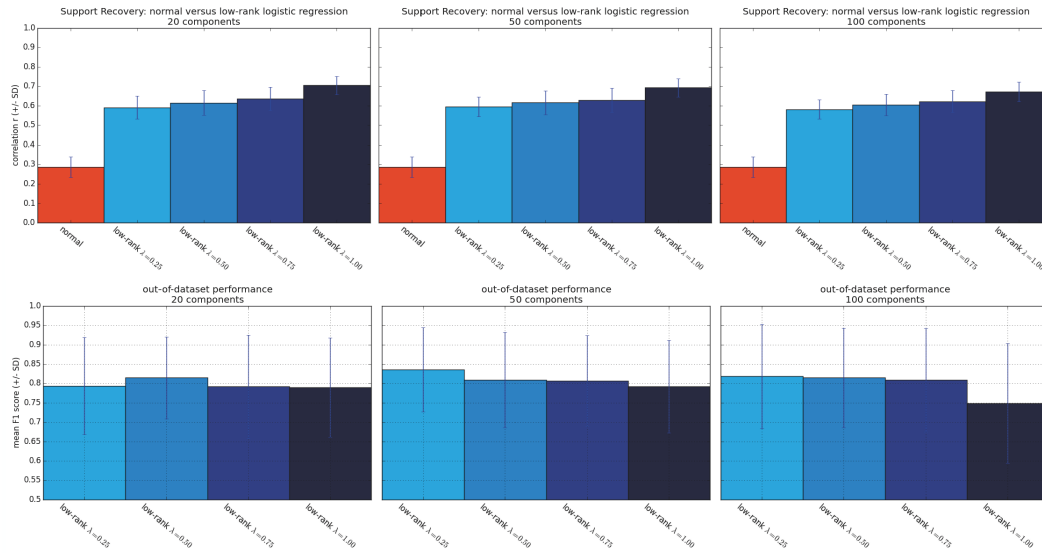 Support Recovery: normal versus low-rank logistic regression
20 components
Support Recovery: normal versus low-rank logistic regression
50 components
Support Recovery: normal versus low-rank logistic regression
100 components
correlation r (+/- SD)
1.0
0.9
0.8
0.7
0.6
0.5
0.4
0.3
0.2
0.1
0.0
normal
low-rank λ=0.25
low-rank λ=0.50
low-rank λ=0.75
low-rank λ=1.00
normal
low-rank λ=0.25
low-rank λ=0.50
low-rank λ=0.75
low-rank λ=1.00
normal
low-rank λ=0.25
low-rank λ=0.50
low-rank λ=0.75
low-rank λ=1.00
out-of-dataset performance
20 components
out-of-dataset performance
50 components
out-of-dataset performance
100 components
mean F1 score (+/- SD)
1.0
0.95
0.9
0.85
0.8
0.75
0.7
0.65
0.6
0.55
0.5
low-rank λ=0.25
low-rank λ=0.50
low-rank λ=0.75
low-rank λ=1.00
low-rank λ=0.25
low-rank λ=0.50
low-rank λ=0.75
low-rank λ=1.00
low-rank λ=0.25
low-rank λ=0.50
low-rank λ=0.75
low-rank λ=1.00